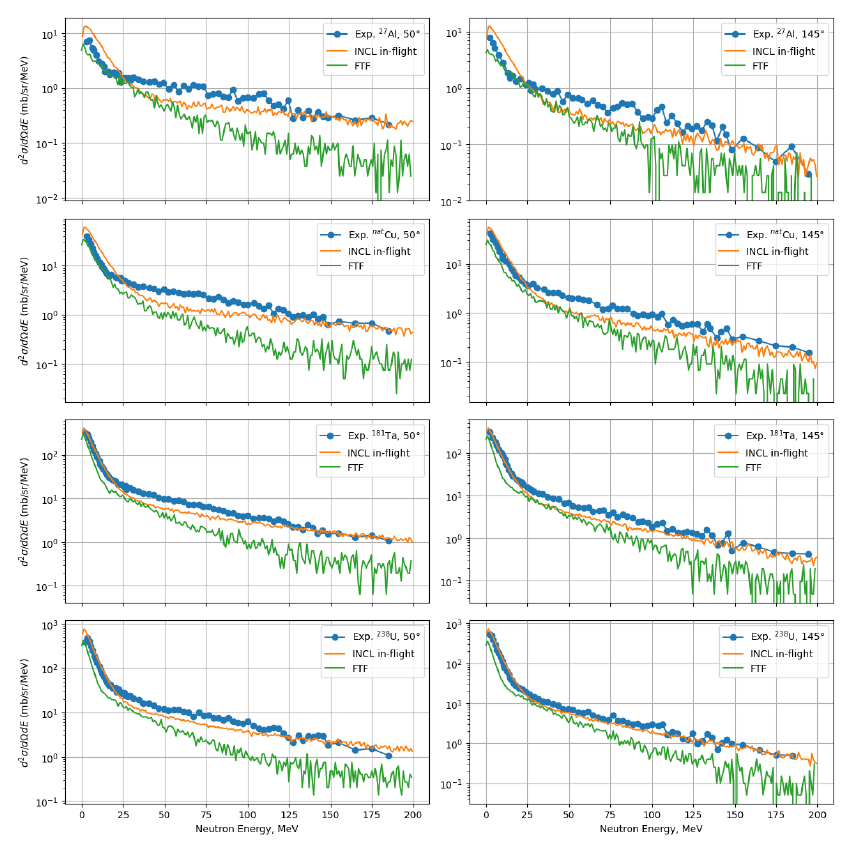 Exp. ²⁷Al, 50°
INCL in-flight
FTF
10¹
10⁰
10⁻¹
10⁻²
d²σ/dΩdE (mb/sr/MeV)
Exp. ²⁷Al, 145°
INCL in-flight
FTF
10¹
10⁰
10⁻¹
10⁻²
Exp. ⁿᵃᵗCu, 50°
INCL in-flight
FTF
10¹
10⁰
10⁻¹
d²σ/dΩdE (mb/sr/MeV)
Exp. ⁿᵃᵗCu, 145°
INCL in-flight
FTF
10¹
10⁰
10⁻¹
Exp. ¹⁸¹Ta, 50°
INCL in-flight
FTF
10²
10¹
10⁰
10⁻¹
d²σ/dΩdE (mb/sr/MeV)
Exp. ¹⁸¹Ta, 145°
INCL in-flight
FTF
10²
10¹
10⁰
10⁻¹
Exp. ²³⁸U, 50°
INCL in-flight
FTF
10³
10²
10¹
10⁰
10⁻¹
d²σ/dΩdE (mb/sr/MeV)
0 25 50 75 100 125 150 175 200
Neutron Energy, MeV
Exp. ²³⁸U, 145°
INCL in-flight
FTF
10³
10²
10¹
10⁰
10⁻¹
0 25 50 75 100 125 150 175 200
Neutron Energy, MeV